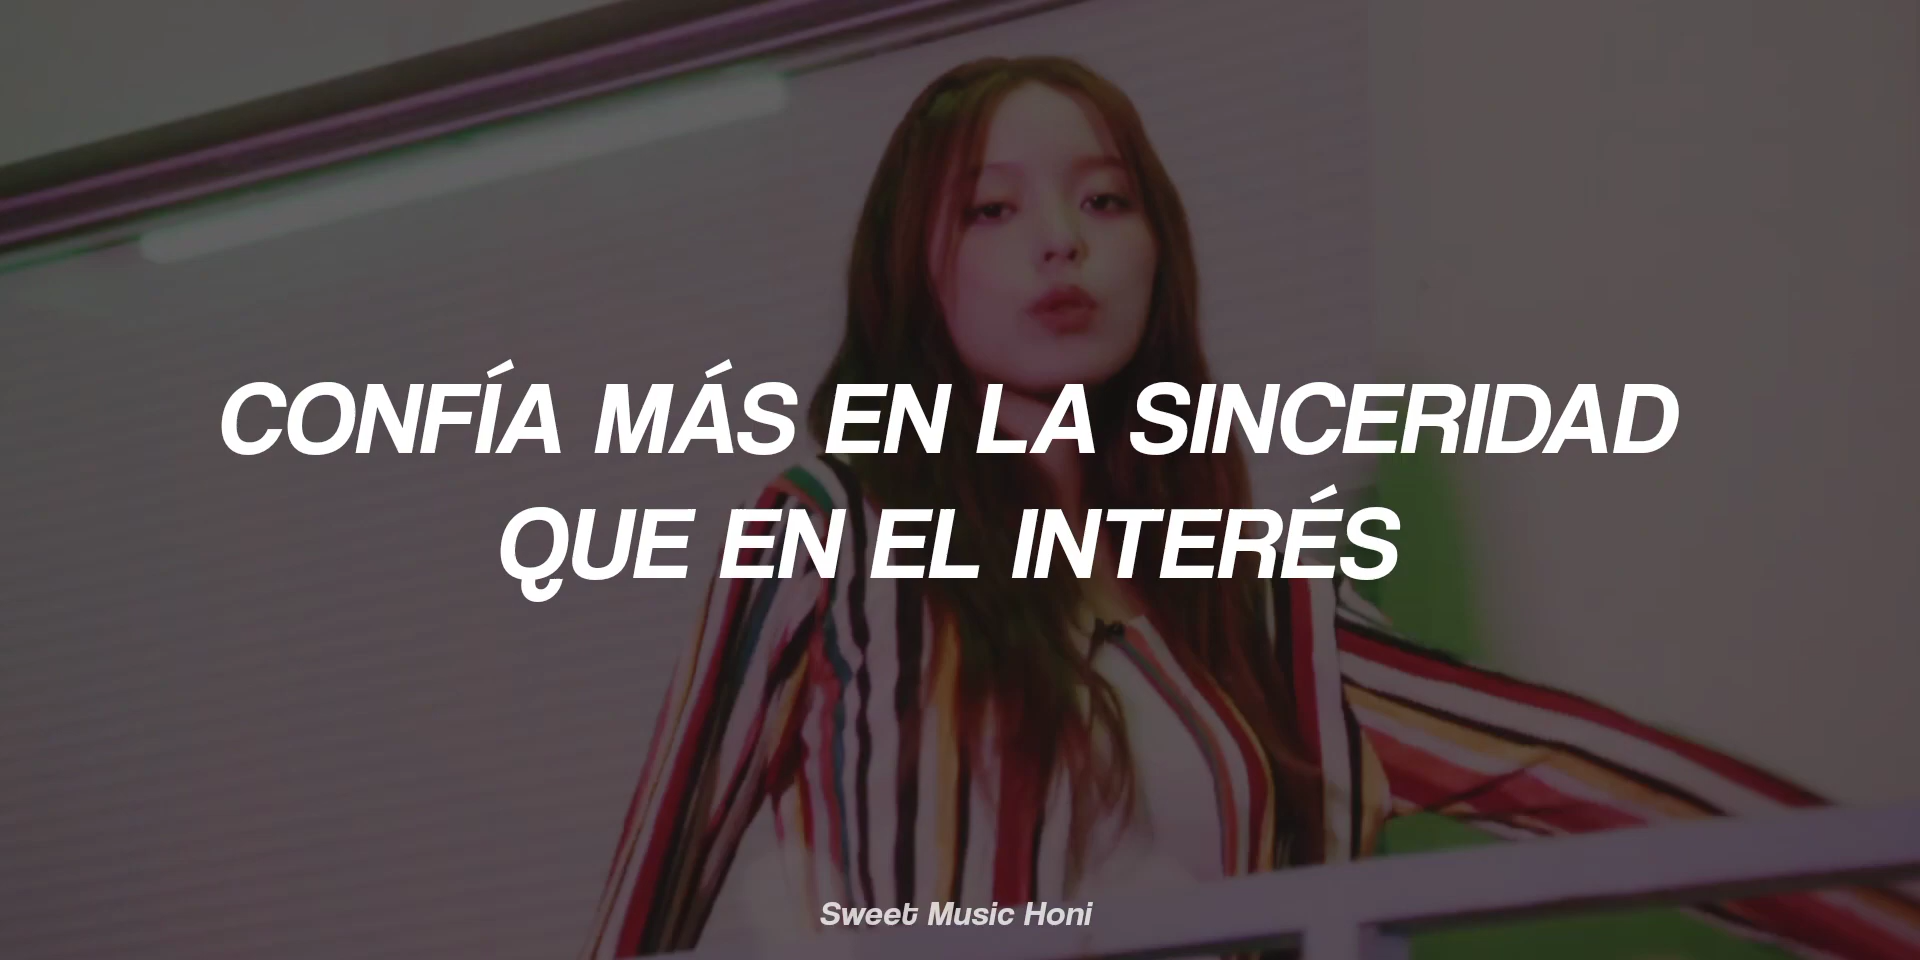 CONFÍA MÁS EN LA SINCERIDAD
QUE EN EL INTERÉS
Sweet Music Honi